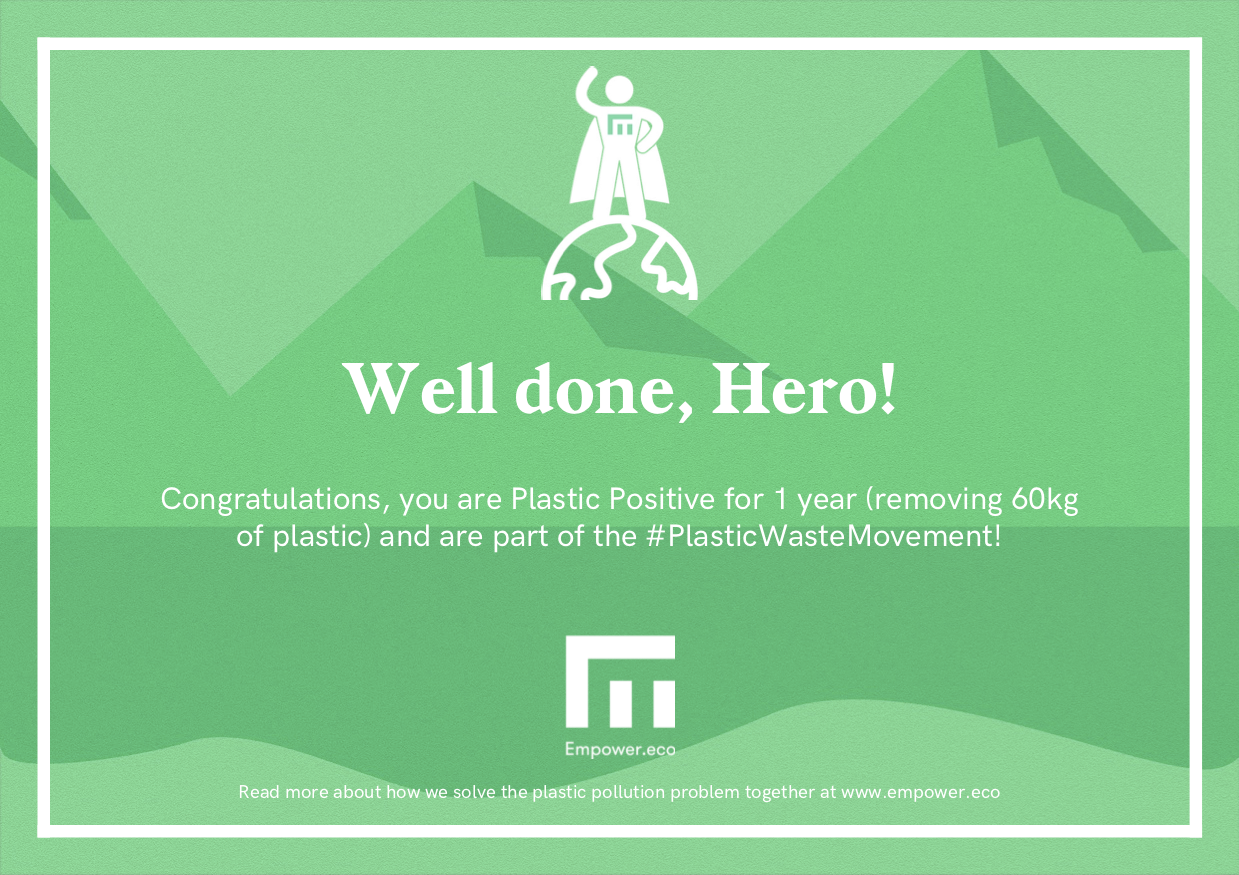 Well done, Hero!
Congratulations, you are Plastic Positive for 1 year (removing 60kg
of plastic) and are part of the #PlasticWasteMovement!
Empower.eco
Read more about how we solve the plastic pollution problem together at www.empower.eco